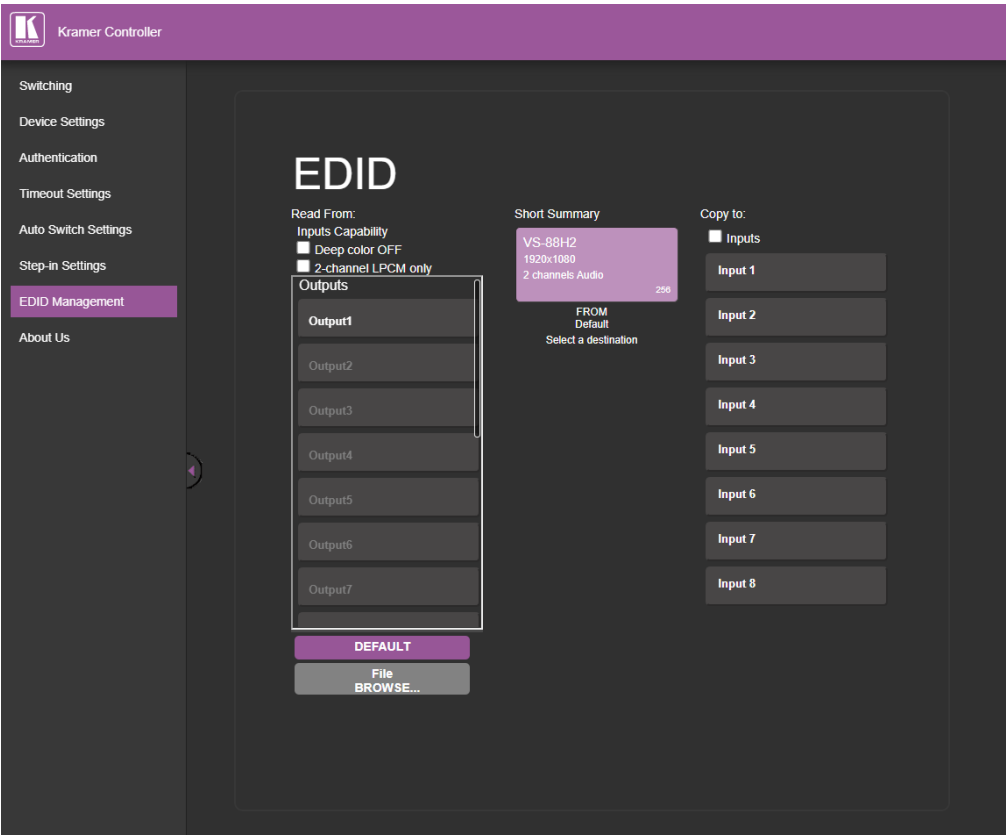 KRAMER
Kramer Controller
Switching
Device Settings
Authentication
Timeout Settings
Auto Switch Settings
Step-in Settings
EDID Management
About Us
EDID
Read From:
Inputs Capability
Deep color OFF
2-channel LPCM only
Outputs
Output1
Output2
Output3
Output4
Output5
Output6
Output7
DEFAULT
File
BROWSE...
Short Summary
VS-88H2
1920x1080
2 channels Audio
256
FROM
Default
Select a destination
Copy to:
Inputs
Input 1
Input 2
Input 3
Input 4
Input 5
Input 6
Input 7
Input 8